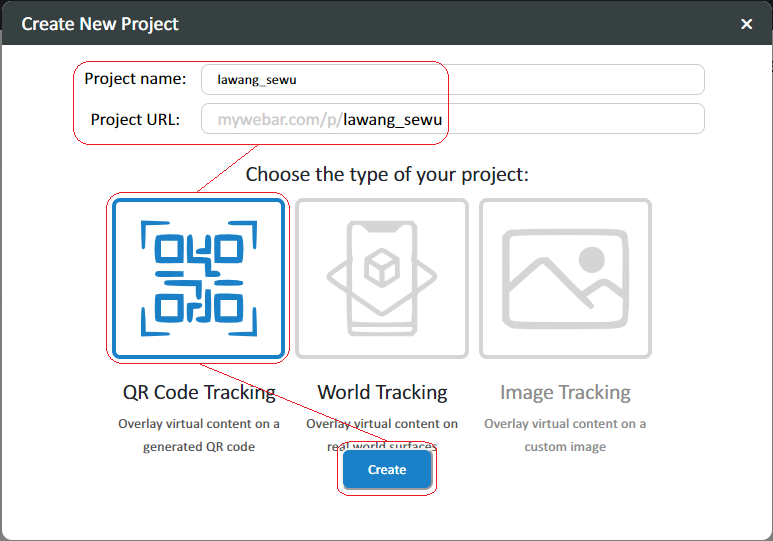 Create New Project ×
Project name: lawang_sewu
Project URL: mywebar.com/p/lawang_sewu
Choose the type of your project:
QR Code Tracking World Tracking Image Tracking
Overlay virtual content on a Overlay virtual content on Overlay virtual content on a
generated QR code real world surfaces custom image
Create